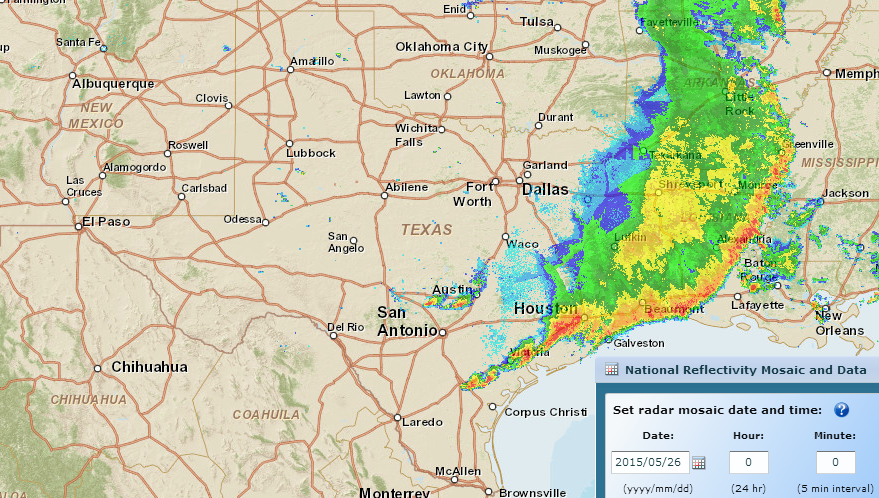 Farmington
Enid
Tulsa
Fayetteville
Santa Fe
up
Oklahoma City
Muskogee
Amarillo
OKLAHOMA
Albuquerque
Memph
ARKANSAS
Clovis
Lawton
Little
Rock
NEW
MEXICO
Durant
Wichita
Falls
Roswell
Greenville
Lubbock
Texarkana
Garland
MISSISSIPPI
Alamogordo
Las
Cruces
Carlsbad
Abilene
Fort
Worth
Dallas
Shreveport
Monroe
Jackson
El Paso
Odessa
LOUISIANA
TEXAS
San
Angelo
Waco
Lufkin
Alexandria
Baton
Rouge
Austin
Houston
Beaumont
Lafayette
San
Antonio
New
Orleans
Del Rio
Galveston
Victoria
Chihuahua
National Reflectivity Mosaic and Data
CHIHUAHUA
COAHUILA
Corpus Christi
Laredo
Set radar mosaic date and time: ?
Date: Hour: Minute:
2015/05/26 0 0
(yyyy/mm/dd) (24 hr) (5 min interval)
McAllen
Monterrey
Brownsville